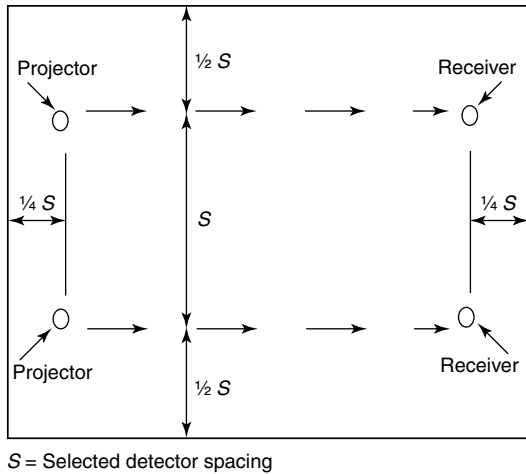 ½ S
Projector
Receiver
¼ S
S
¼ S
Projector
½ S
Receiver
S = Selected detector spacing